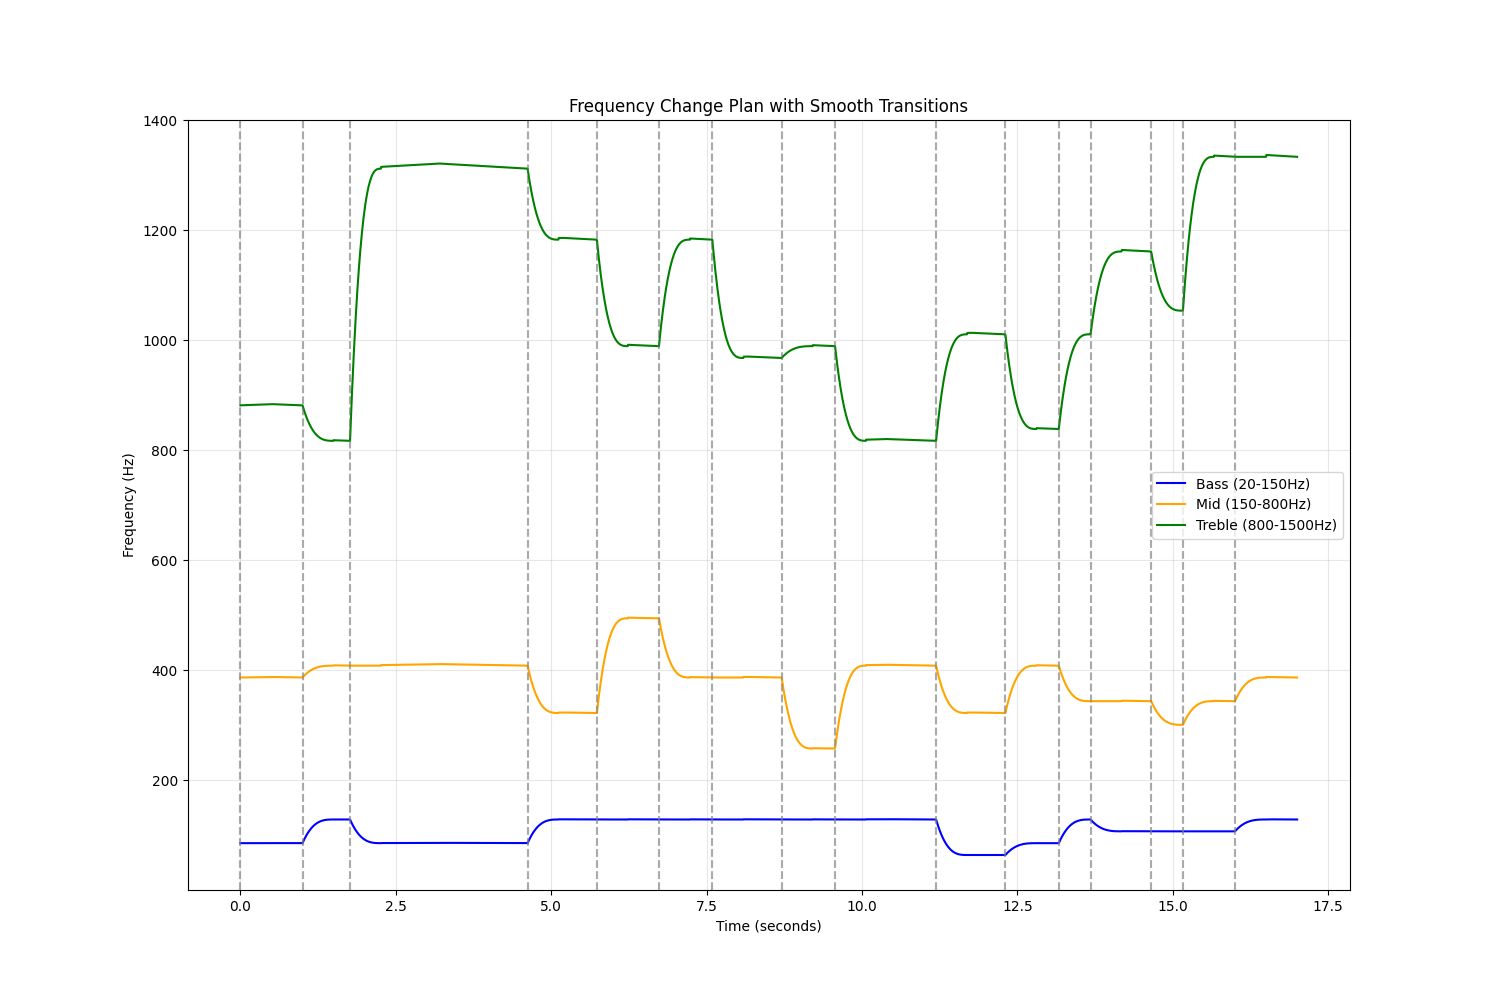 Frequency Change Plan with Smooth Transitions
1400
1200
1000
800
600
400
200
Frequency (Hz)
Bass (20-150Hz)
Mid (150-800Hz)
Treble (800-1500Hz)
0.0 2.5 5.0 7.5 10.0 12.5 15.0 17.5
Time (seconds)